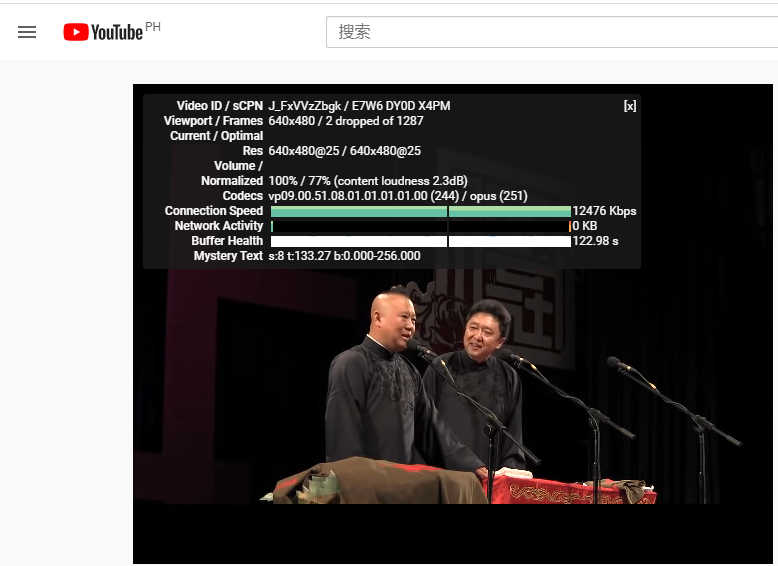 YouTube PH
搜索
Video ID / sCPN J_FxVVzZbgk / E7W6 DY0D X4PM [x]
Viewport / Frames 640x480 / 2 dropped of 1287
Current / Optimal
Res 640x480@25 / 640x480@25
Volume /
Normalized 100% / 77% (content loudness 2.3dB)
Codecs vp09.00.51.08.01.01.01.01.00 (244) / opus (251)
Connection Speed 12476 Kbps
Network Activity 0 KB
Buffer Health 122.98 s
Mystery Text s:8 t:133.27 b:0.000-256.000